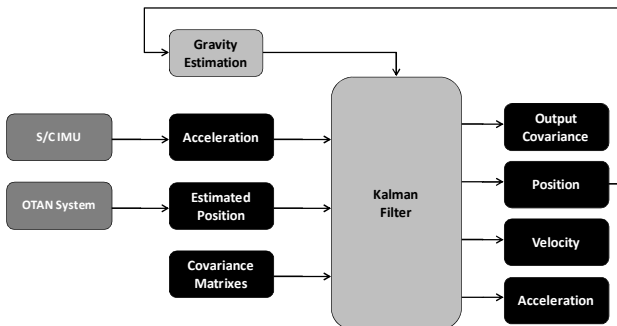 Gravity
Estimation
S/C IMU
Acceleration
OTAN System
Estimated
Position
Covariance
Matrixes
Kalman
Filter
Output
Covariance
Position
Velocity
Acceleration